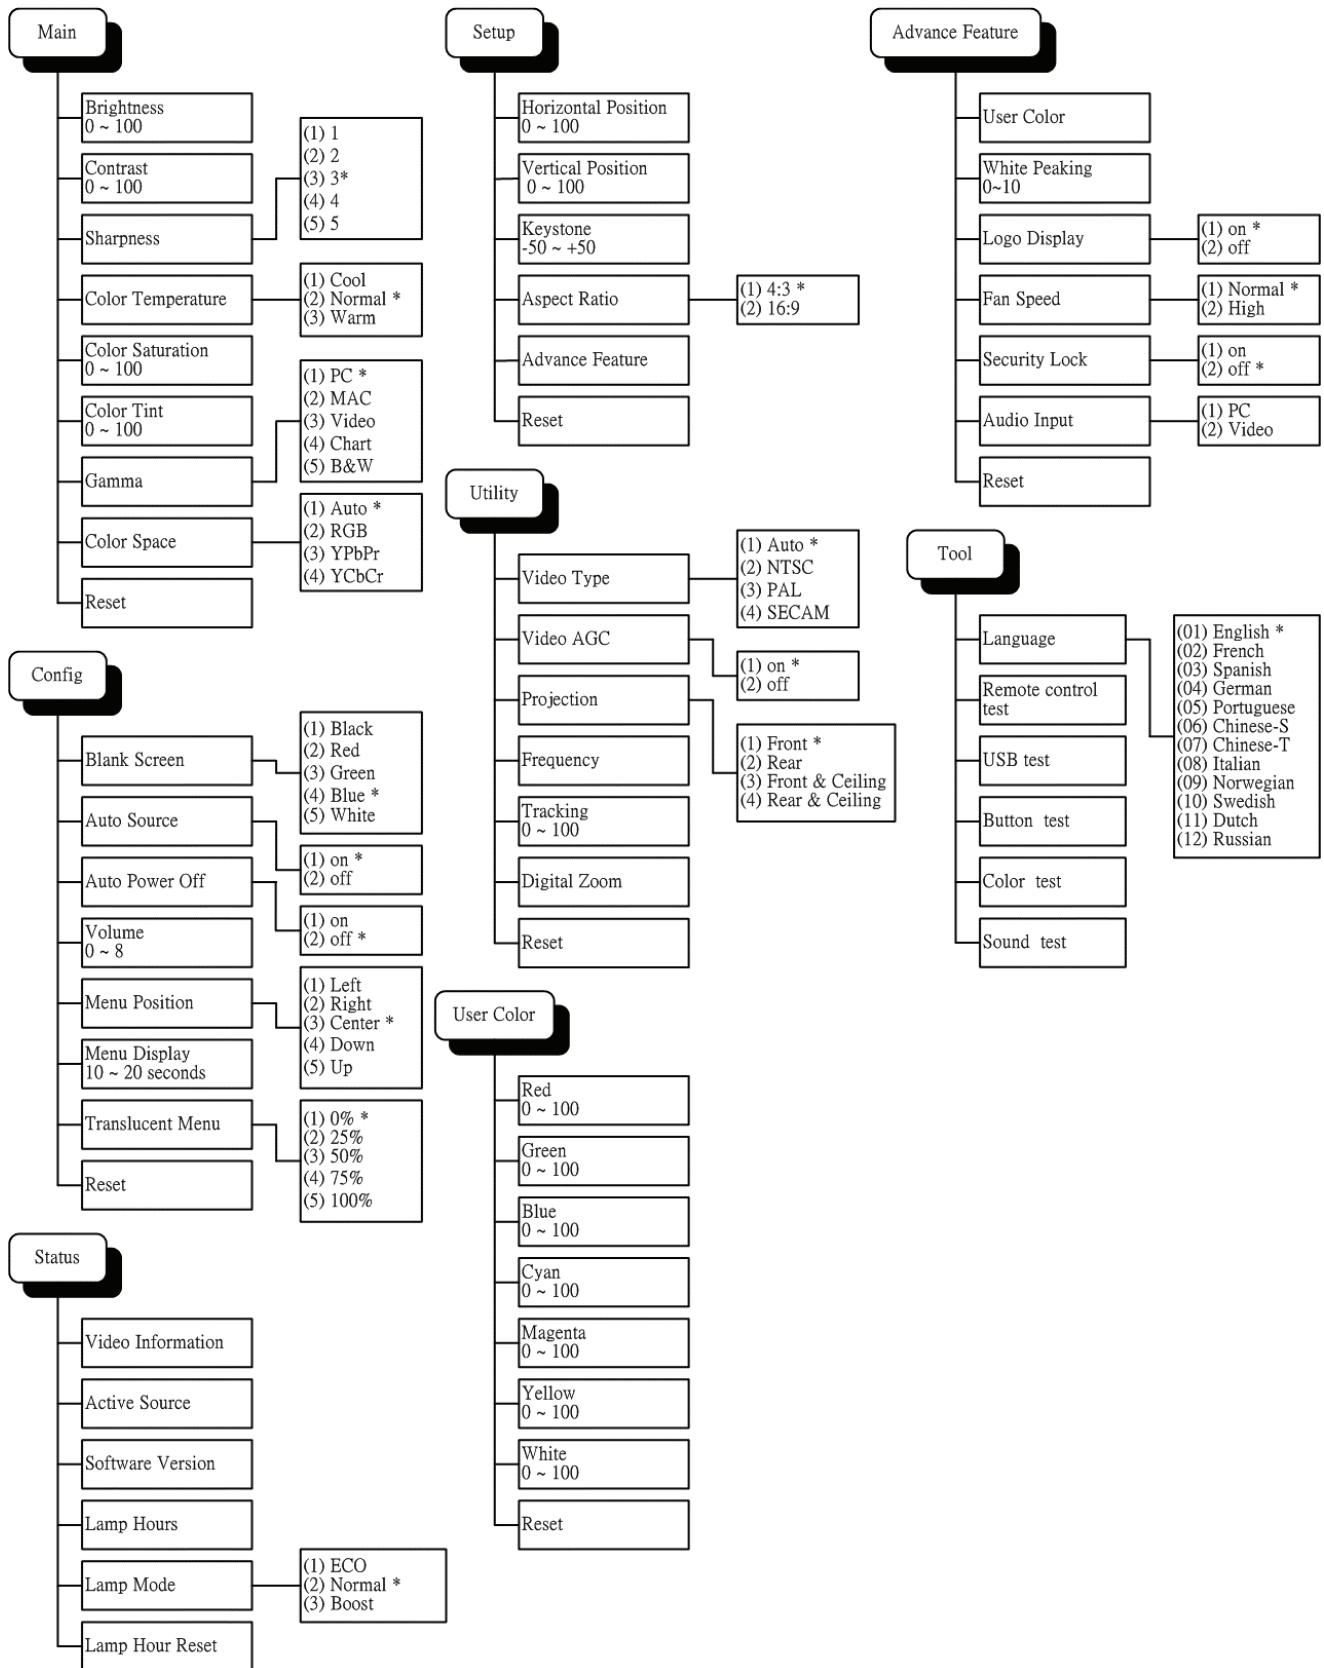 Main
Brightness
0 ~ 100
Contrast
0 ~ 100
Sharpness
(1) 1
(2) 2
(3) 3*
(4) 4
(5) 5
Color Temperature
(1) Cool
(2) Normal *
(3) Warm
Color Saturation
0 ~ 100
Color Tint
0 ~ 100
Gamma
(1) PC *
(2) MAC
(3) Video
(4) Chart
(5) B&W
Color Space
(1) Auto *
(2) RGB
(3) YPbPr
(4) YCbCr
Reset
Config
Blank Screen
(1) Black
(2) Red
(3) Green
(4) Blue *
(5) White
Auto Source
(1) on *
(2) off
Auto Power Off
(1) on
(2) off *
Volume
0 ~ 8
Menu Position
(1) Left
(2) Right
(3) Center *
(4) Down
(5) Up
Menu Display
10 ~ 20 seconds
Translucent Menu
(1) 0% *
(2) 25%
(3) 50%
(4) 75%
(5) 100%
Reset
Status
Video Information
Active Source
Software Version
Lamp Hours
Lamp Mode
(1) ECO
(2) Normal *
(3) Boost
Lamp Hour Reset
Setup
Horizontal Position
0 ~ 100
Vertical Position
0 ~ 100
Keystone
-50 ~ +50
Aspect Ratio
(1) 4:3 *
(2) 16:9
Advance Feature
Reset
Utility
Video Type
(1) Auto *
(2) NTSC
(3) PAL
(4) SECAM
Video AGC
(1) on *
(2) off
Projection
(1) Front *
(2) Rear
(3) Front & Ceiling
(4) Rear & Ceiling
Frequency
Tracking
0 ~ 100
Digital Zoom
Reset
User Color
Red
0 ~ 100
Green
0 ~ 100
Blue
0 ~ 100
Cyan
0 ~ 100
Magenta
0 ~ 100
Yellow
0 ~ 100
White
0 ~ 100
Reset
Advance Feature
User Color
White Peaking
0~10
Logo Display
(1) on *
(2) off
Fan Speed
(1) Normal *
(2) High
Security Lock
(1) on
(2) off *
Audio Input
(1) PC
(2) Video
Reset
Tool
Language
(01) English *
(02) French
(03) Spanish
(04) German
(05) Portuguese
(06) Chinese-S
(07) Chinese-T
(08) Italian
(09) Norwegian
(10) Swedish
(11) Dutch
(12) Russian
Remote control
test
USB test
Button test
Color test
Sound test